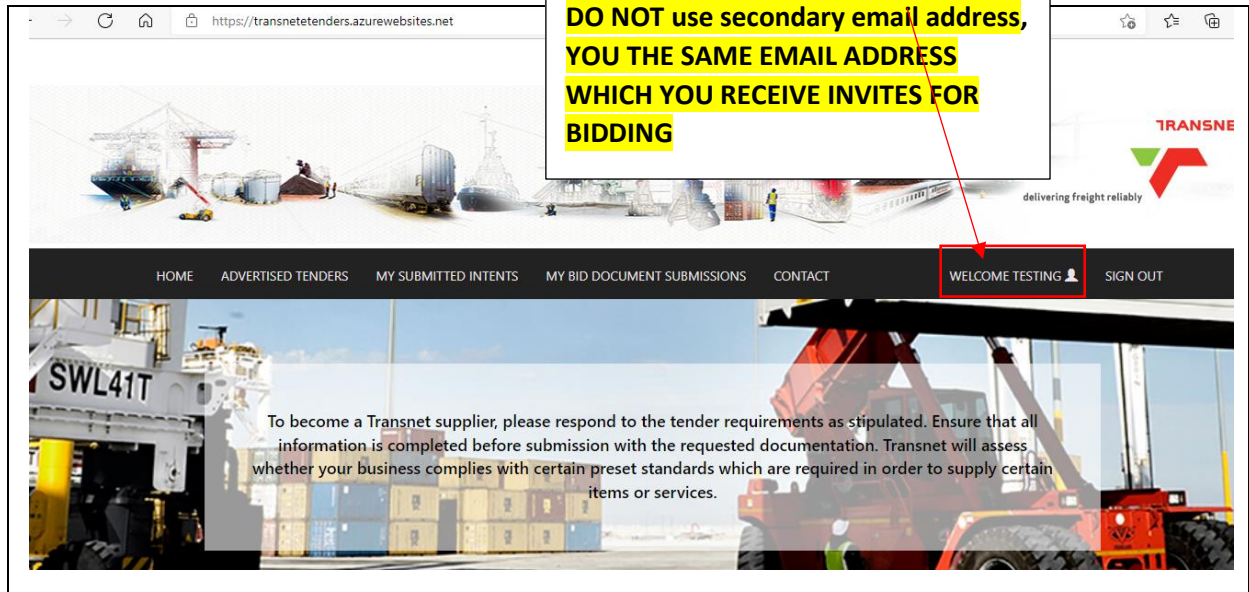 https://transnetetenders.azurewebsites.net
DO NOT use secondary email address,
YOU THE SAME EMAIL ADDRESS
WHICH YOU RECEIVE INVITES FOR
BIDDING
TRANSNE
delivering freight reliably
HOME ADVERTISED TENDERS MY SUBMITTED INTENTS MY BID DOCUMENT SUBMISSIONS CONTACT WELCOME TESTING SIGN OUT
SWL41T
To become a Transnet supplier, please respond to the tender requirements as stipulated. Ensure that all
information is completed before submission with the requested documentation. Transnet will assess
whether your business complies with certain preset standards which are required in order to supply certain
items or services.